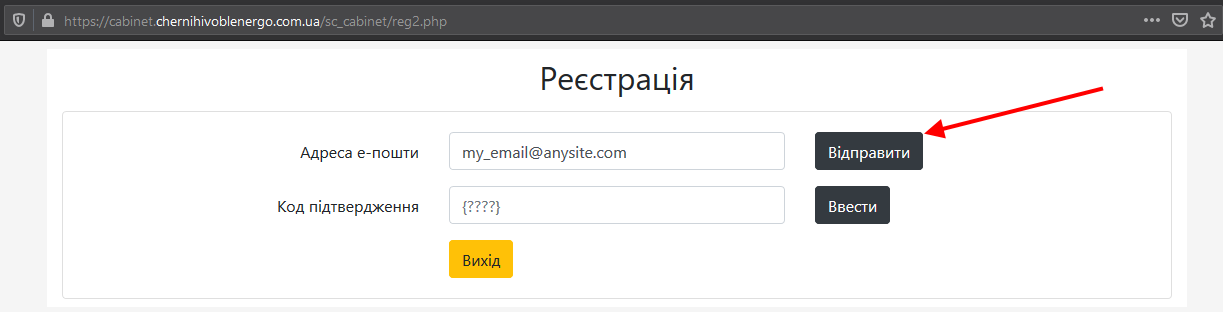 https://cabinet.chernihivoblenergo.com.ua/sc_cabinet/reg2.php
Реєстрація
Адреса е-пошти my_email@anysite.com Відправити
Код підтвердження {????} Ввести
Вихід